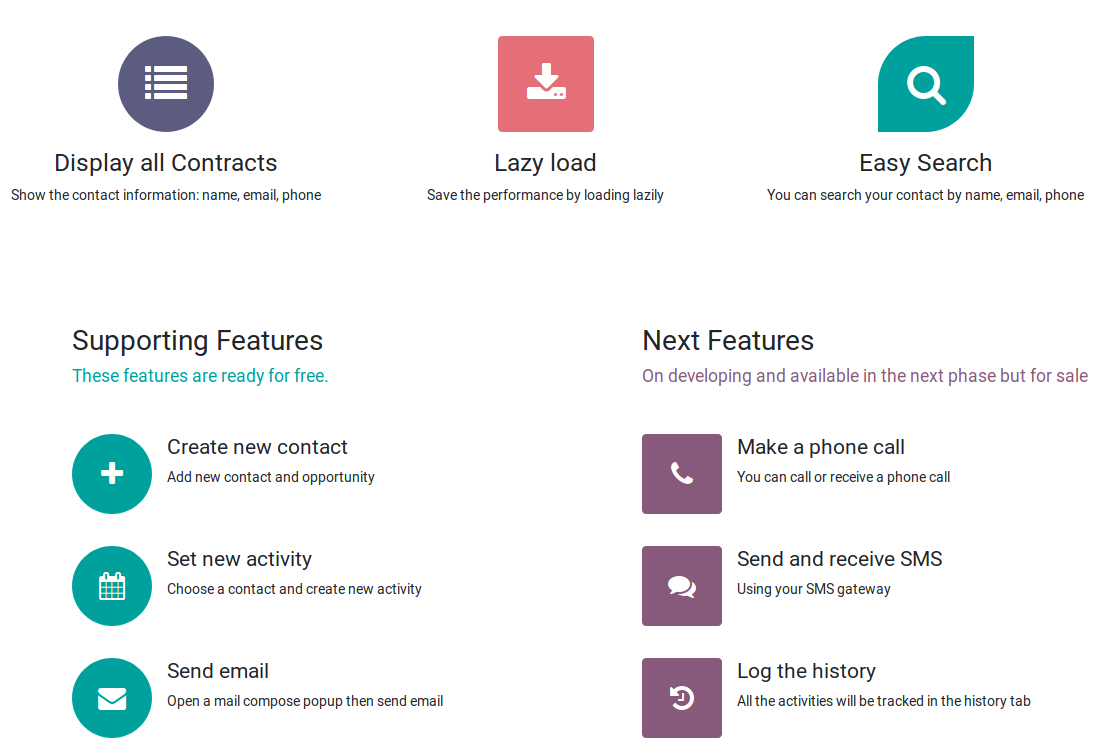 Display all Contracts
Show the contact information: name, email, phone
Lazy load
Save the performance by loading lazily
Easy Search
You can search your contact by name, email, phone
Supporting Features
These features are ready for free.
Create new contact
Add new contact and opportunity
Set new activity
Choose a contact and create new activity
Send email
Open a mail compose popup then send email
Next Features
On developing and available in the next phase but for sale
Make a phone call
You can call or receive a phone call
Send and receive SMS
Using your SMS gateway
Log the history
All the activities will be tracked in the history tab